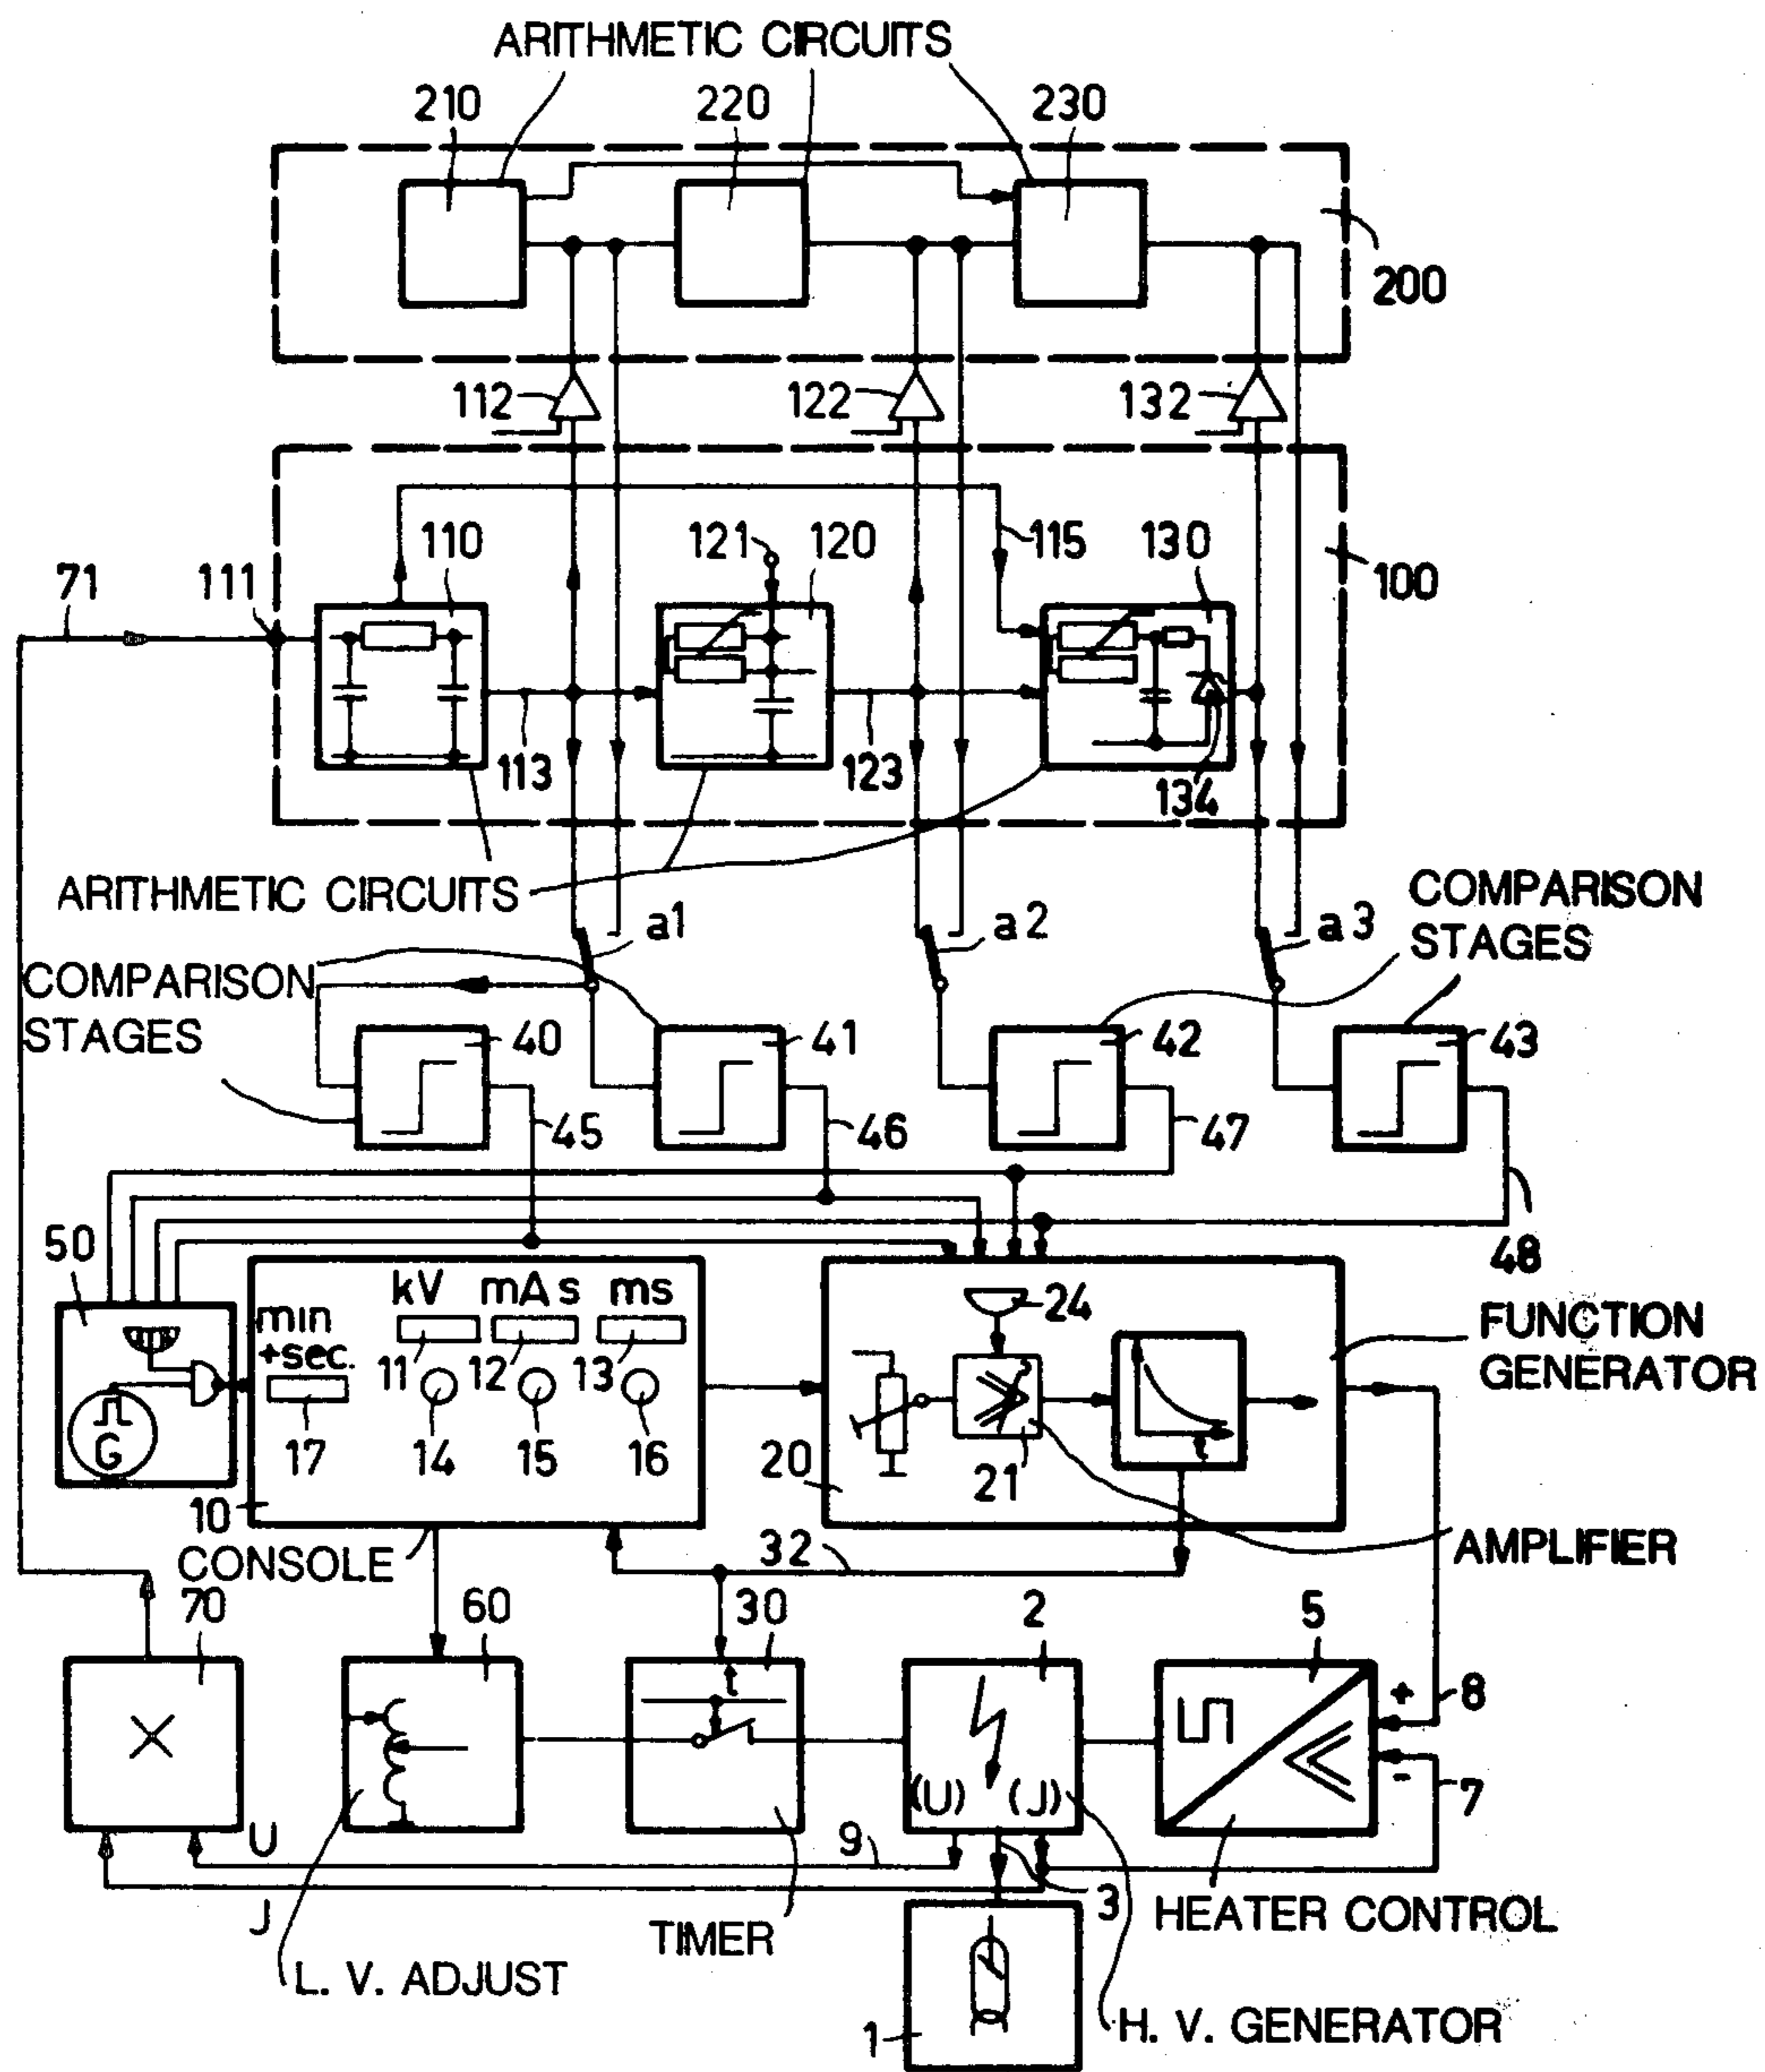 ARITHMETIC CIRCUITS
210 220 230
200
112 122 132
110 121 120 115 130
71 111 100
113 123 134
ARITHMETIC CIRCUITS
COMPARISON
STAGES
a1 a2 a3
COMPARISON
STAGES
40 41 42 43
45 46 47
48
50
kV mAs ms
min
+sec.
11 12 13
24
FUNCTION
GENERATOR
G
17 14 15 16
t
20 21
10
CONSOLE
32
AMPLIFIER
70 60 30 2 5
t
+
8
(U) (J)
-
7
U
9
J
3
HEATER CONTROL
TIMER
L. V. ADJUST
1
H. V. GENERATOR